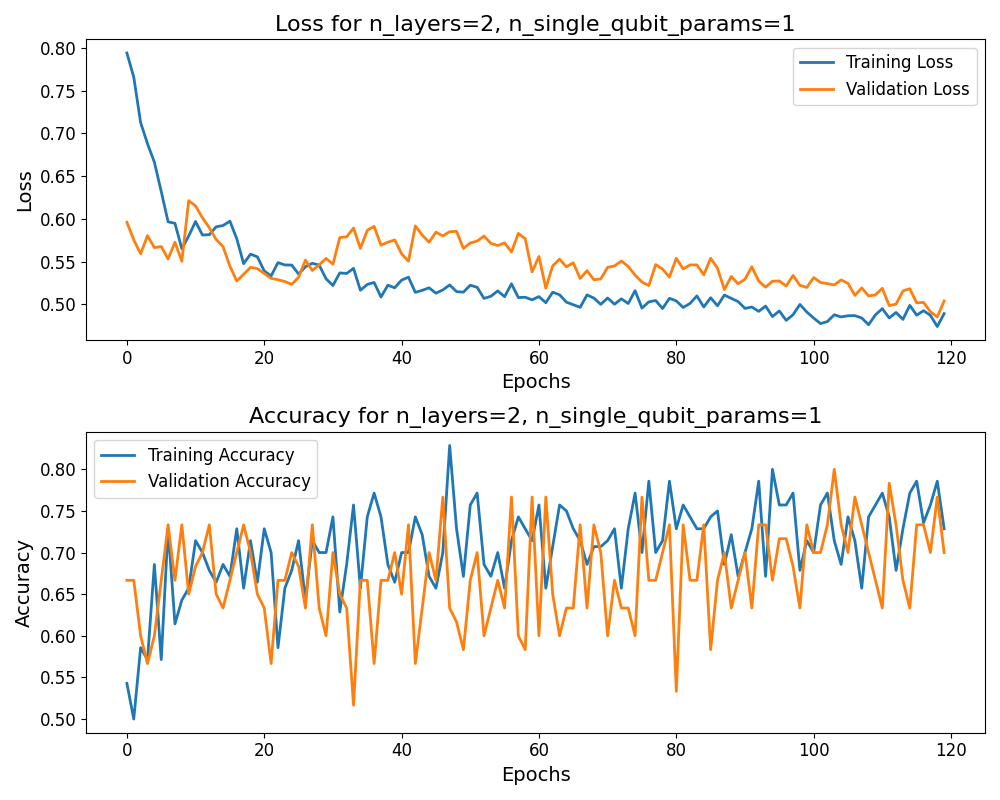 Loss for n_layers=2, n_single_qubit_params=1
0.80
0.75
0.70
0.65
0.60
0.55
0.50
Loss
Training Loss
Validation Loss
0 20 40 60 80 100 120
Epochs
Accuracy for n_layers=2, n_single_qubit_params=1
0.80
0.75
0.70
0.65
0.60
0.55
0.50
Accuracy
Training Accuracy
Validation Accuracy
0 20 40 60 80 100 120
Epochs